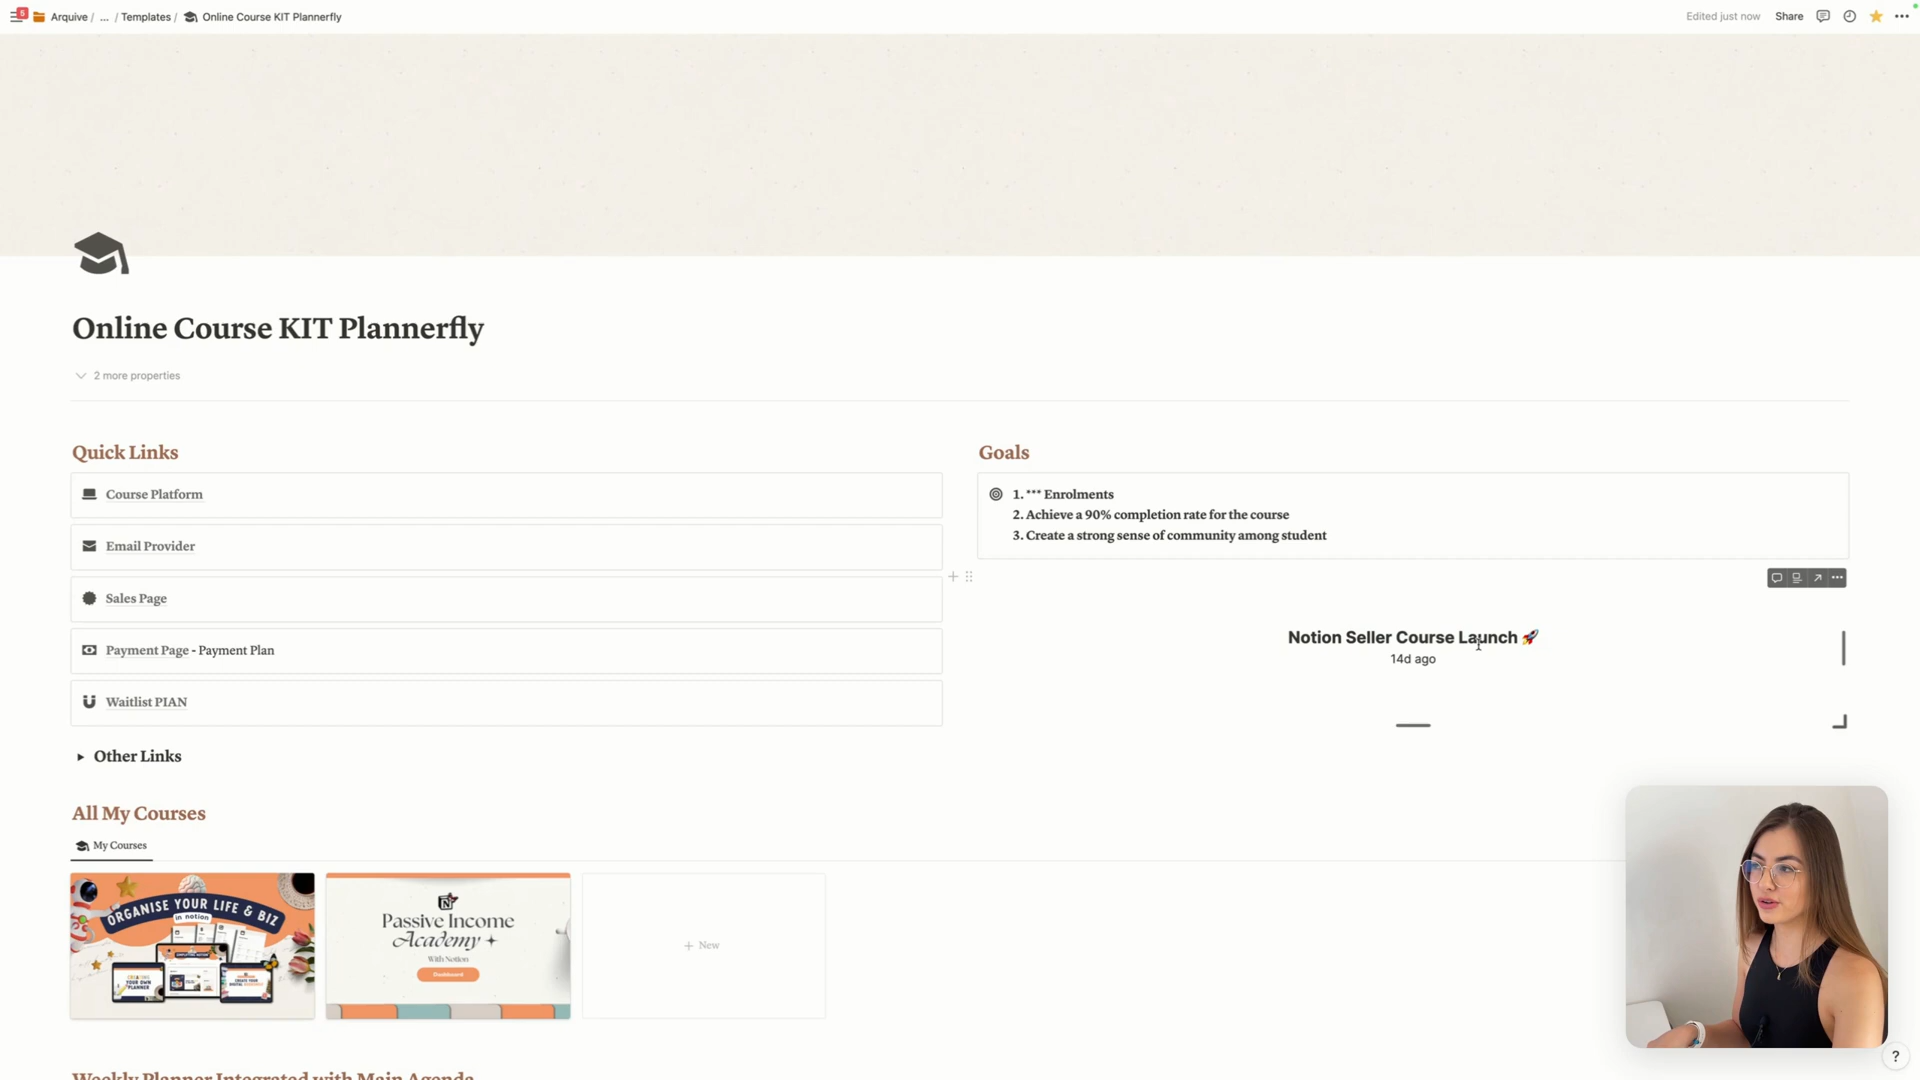 6
Arquive / ... / Templates / Online Course KIT Plannerfly
Edited just now Share
Online Course KIT Plannerfly
2 more properties
Quick Links
Course Platform
Email Provider
Sales Page
Payment Page - Payment Plan
Waitlist PIAN
Other Links
Goals
1. *** Enrolments
2. Achieve a 90% completion rate for the course
3. Create a strong sense of community among student
Notion Seller Course Launch 🚀
14d ago
All My Courses
My Courses
ORGANISE YOUR LIFE & BIZ
in notion
Passive Income
Academy
With Notion
Dashboard
+ New
Weekly Planner Integrated with Main Agenda
?